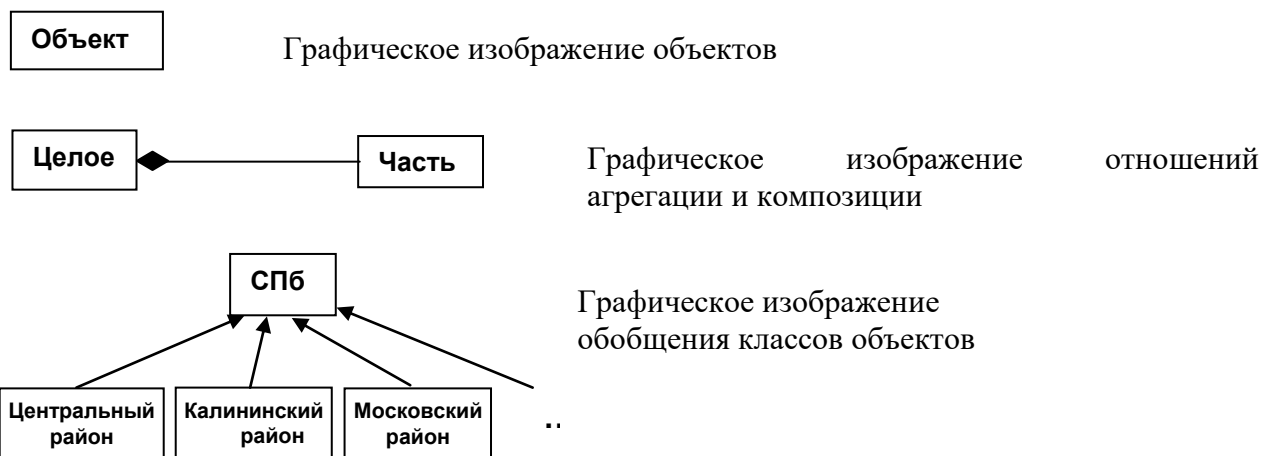 Объект
Графическое изображение объектов
Целое
Часть
Графическое изображение отношений
агрегации и композиции
СПб
Графическое изображение
обобщения классов объектов
Центральный
район
Калининский
район
Московский
район
..